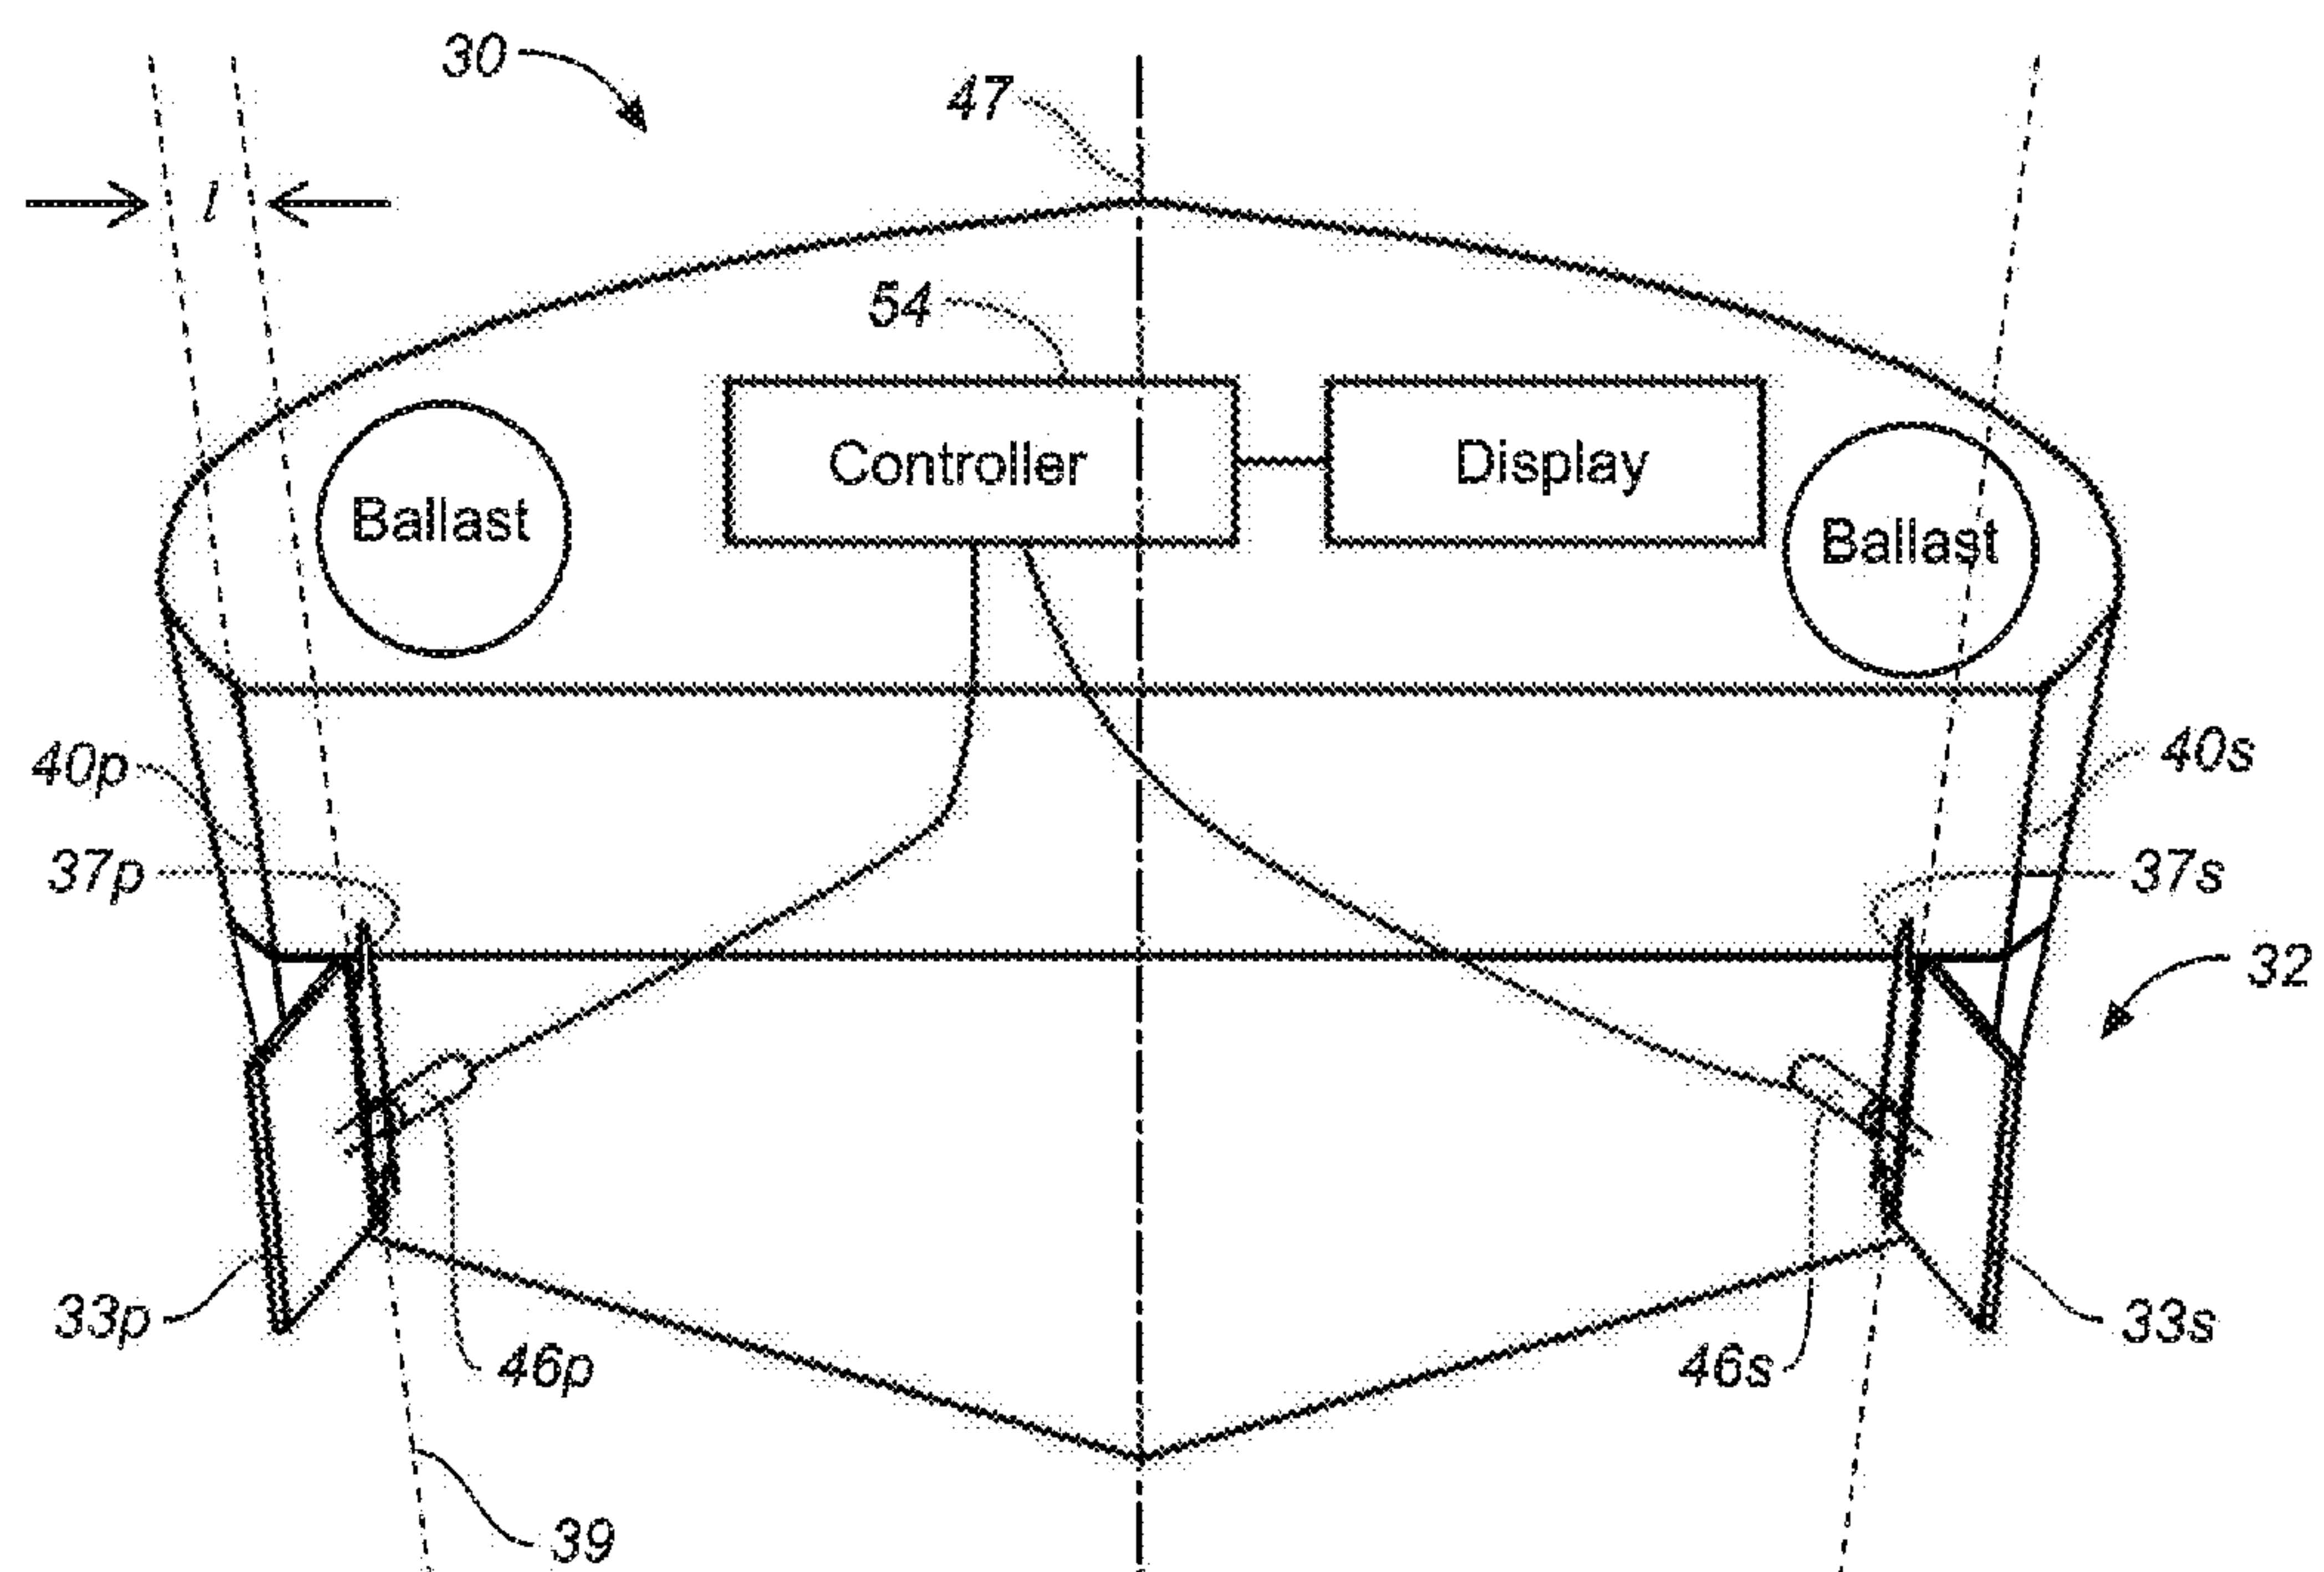 30
47
l
54
Controller
Display
Ballast
Ballast
40p
40s
37p
37s
32
33p
33s
46p
46s
39